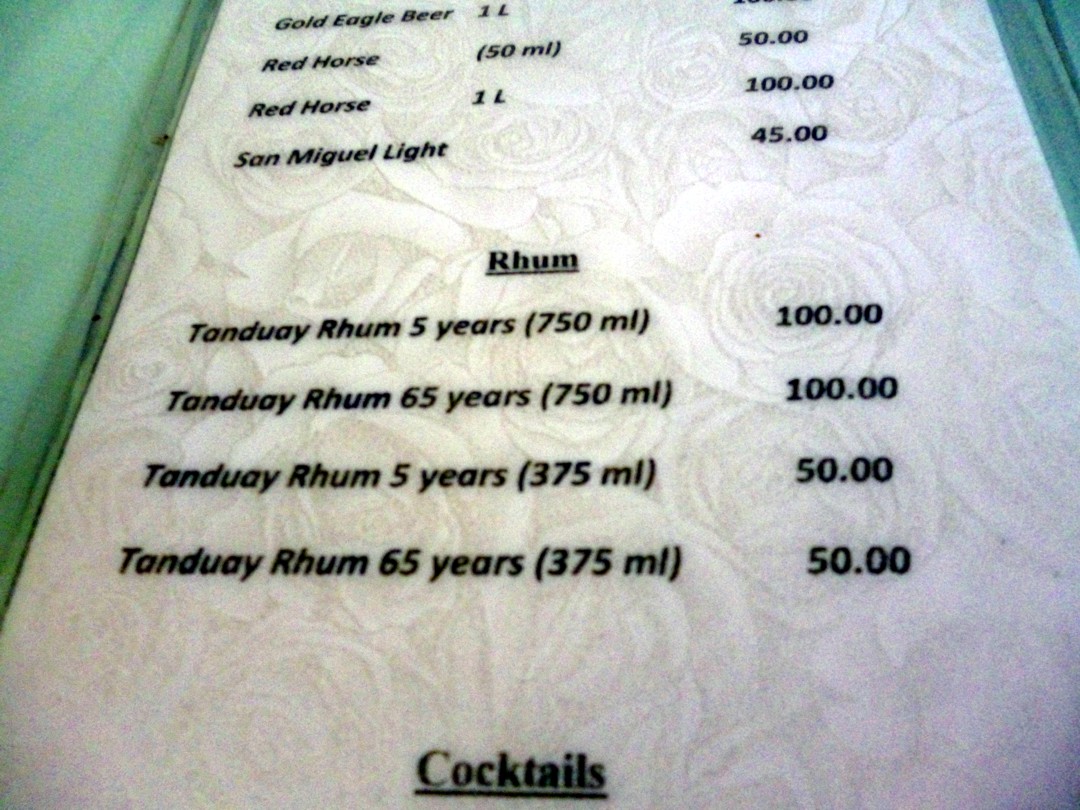 Gold Eagle Beer 1 L
Red Horse (50 ml) 50.00
Red Horse 1 L 100.00
San Miguel Light 45.00
Rhum
Tanduay Rhum 5 years (750 ml) 100.00
Tanduay Rhum 65 years (750 ml) 100.00
Tanduay Rhum 5 years (375 ml) 50.00
Tanduay Rhum 65 years (375 ml) 50.00
Cocktails